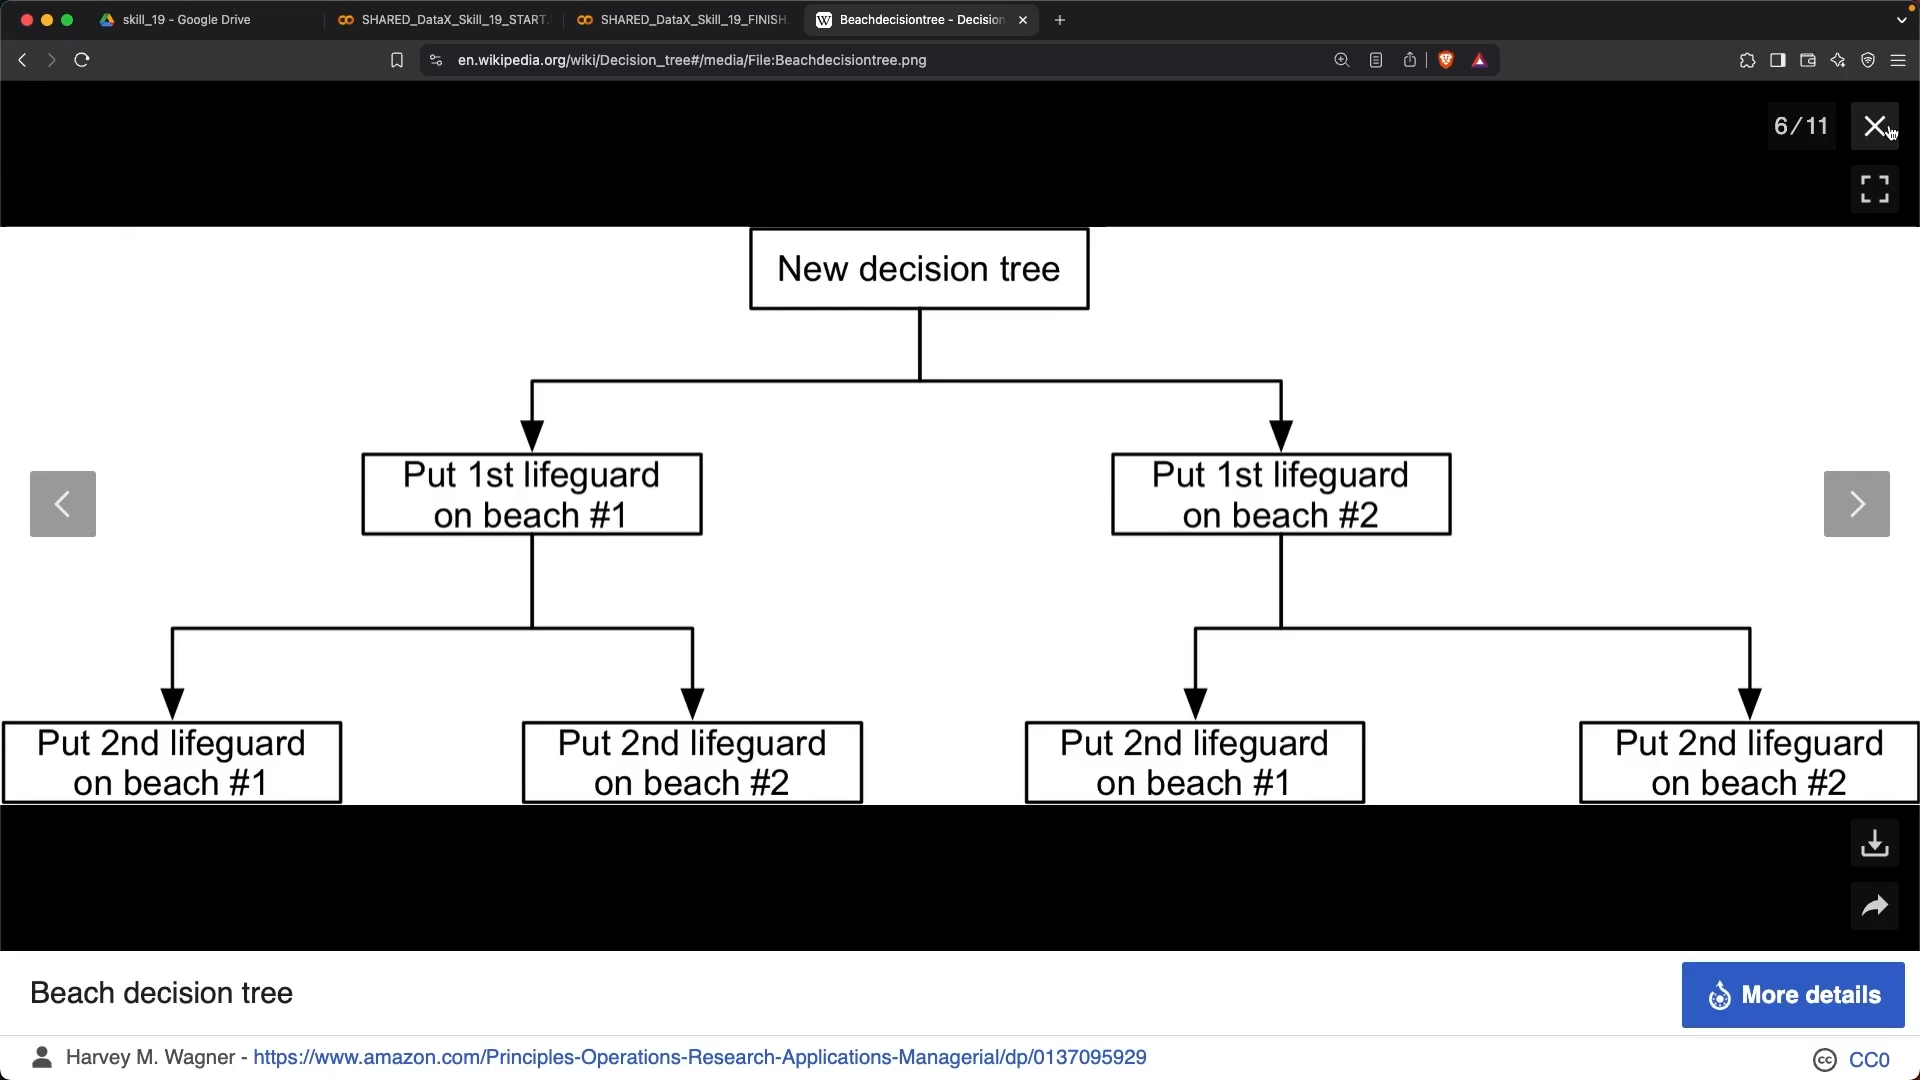 skill_19 - Google Drive
SHARED_DataX_Skill_19_START.
SHARED_DataX_Skill_19_FINISH.
Beachdecisiontree - Decision
en.wikipedia.org/wiki/Decision_tree#/media/File:Beachdecisiontree.png
6/11
New decision tree
Put 1st lifeguard
on beach #1
Put 1st lifeguard
on beach #2
Put 2nd lifeguard
on beach #1
Put 2nd lifeguard
on beach #2
Put 2nd lifeguard
on beach #1
Put 2nd lifeguard
on beach #2
Beach decision tree
More details
Harvey M. Wagner - https://www.amazon.com/Principles-Operations-Research-Applications-Managerial/dp/0137095929
CC0